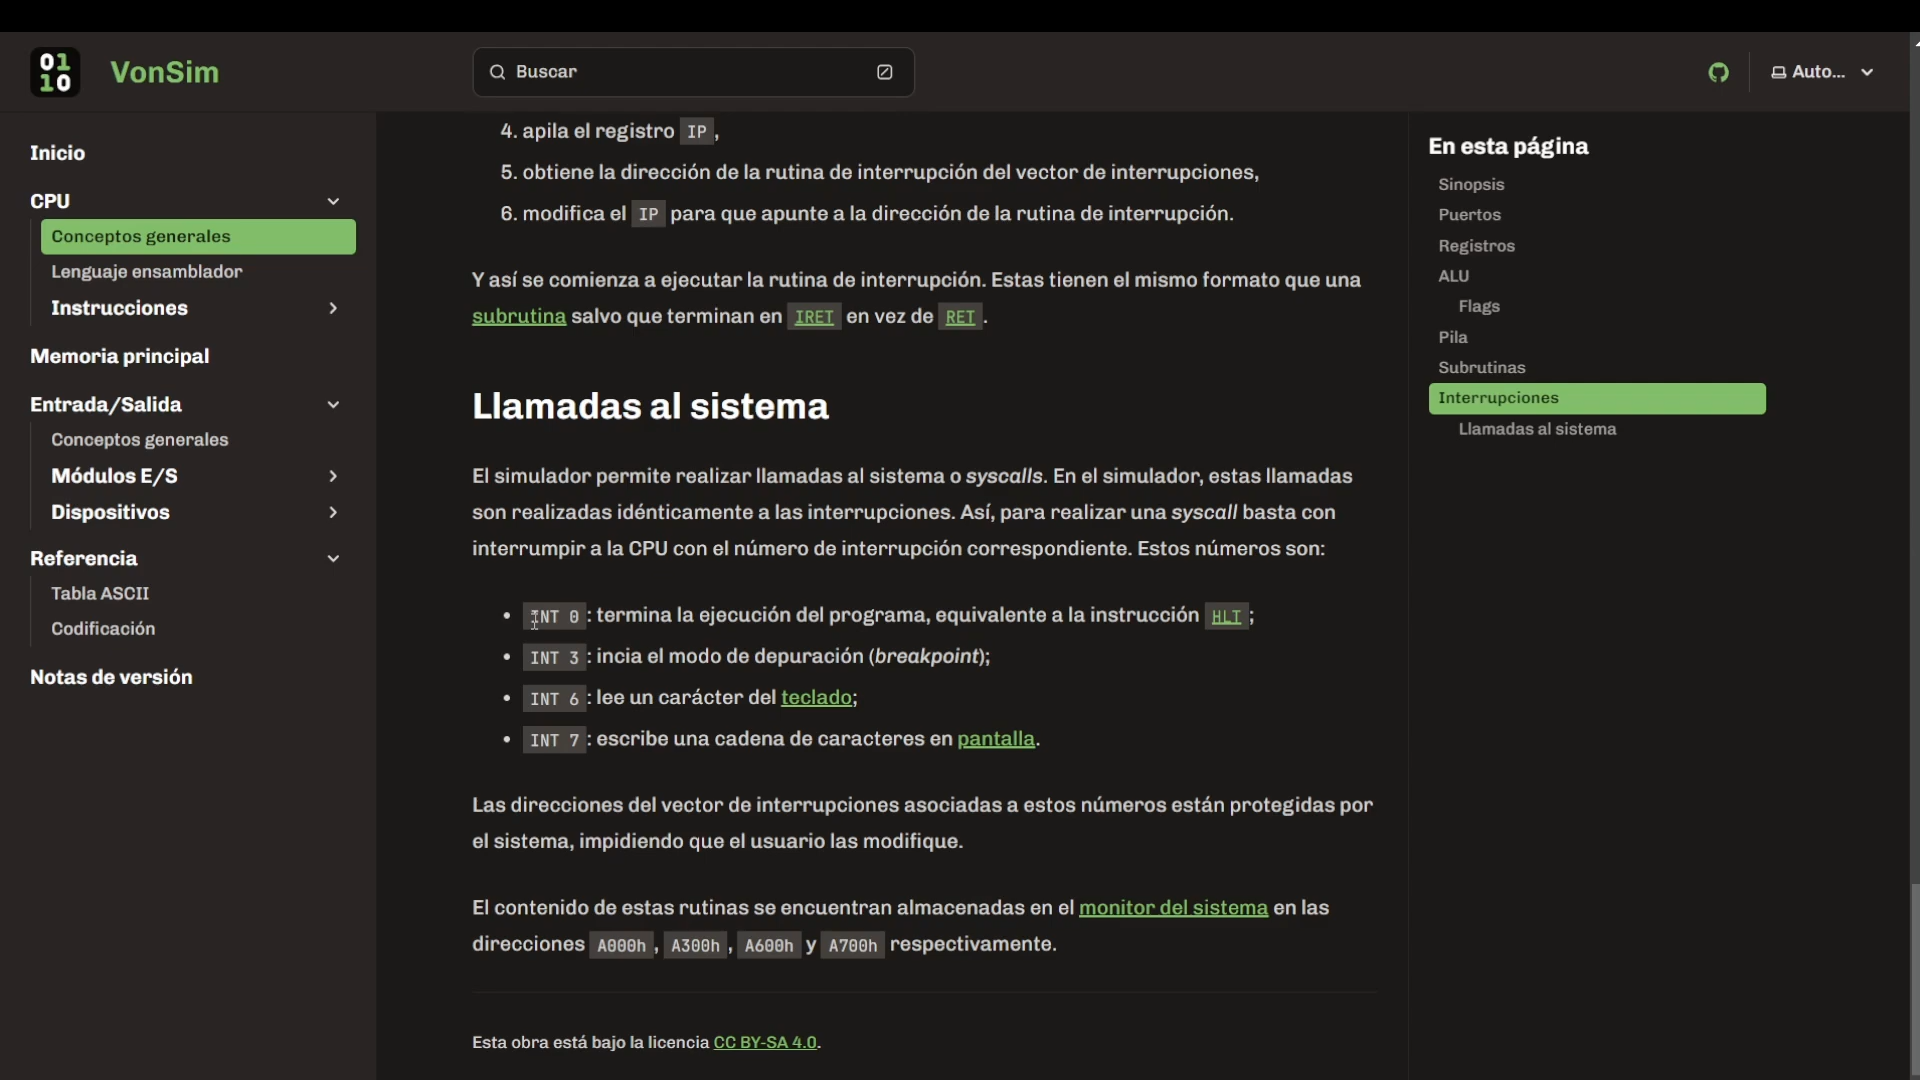 01
10
VonSim
Buscar
Auto...
Inicio
CPU
Conceptos generales
Lenguaje ensamblador
Instrucciones
Memoria principal
Entrada/Salida
Conceptos generales
Módulos E/S
Dispositivos
Referencia
Tabla ASCII
Codificación
Notas de versión
4. apila el registro IP,
5. obtiene la dirección de la rutina de interrupción del vector de interrupciones,
6. modifica el IP para que apunte a la dirección de la rutina de interrupción.
Y así se comienza a ejecutar la rutina de interrupción. Estas tienen el mismo formato que una
subrutina salvo que terminan en IRET en vez de RET.
Llamadas al sistema
El simulador permite realizar llamadas al sistema o syscalls. En el simulador, estas llamadas
son realizadas idénticamente a las interrupciones. Así, para realizar una syscall basta con
interrumpir a la CPU con el número de interrupción correspondiente. Estos números son:
• INT 0: termina la ejecución del programa, equivalente a la instrucción HLT;
• INT 3: incia el modo de depuración (breakpoint);
• INT 6: lee un carácter del teclado;
• INT 7: escribe una cadena de caracteres en pantalla.
Las direcciones del vector de interrupciones asociadas a estos números están protegidas por
el sistema, impidiendo que el usuario las modifique.
El contenido de estas rutinas se encuentran almacenadas en el monitor del sistema en las
direcciones A000h, A300h, A600h y A700h respectivamente.
Esta obra está bajo la licencia CC BY-SA 4.0.
En esta página
Sinopsis
Puertos
Registros
ALU
Flags
Pila
Subrutinas
Interrupciones
Llamadas al sistema